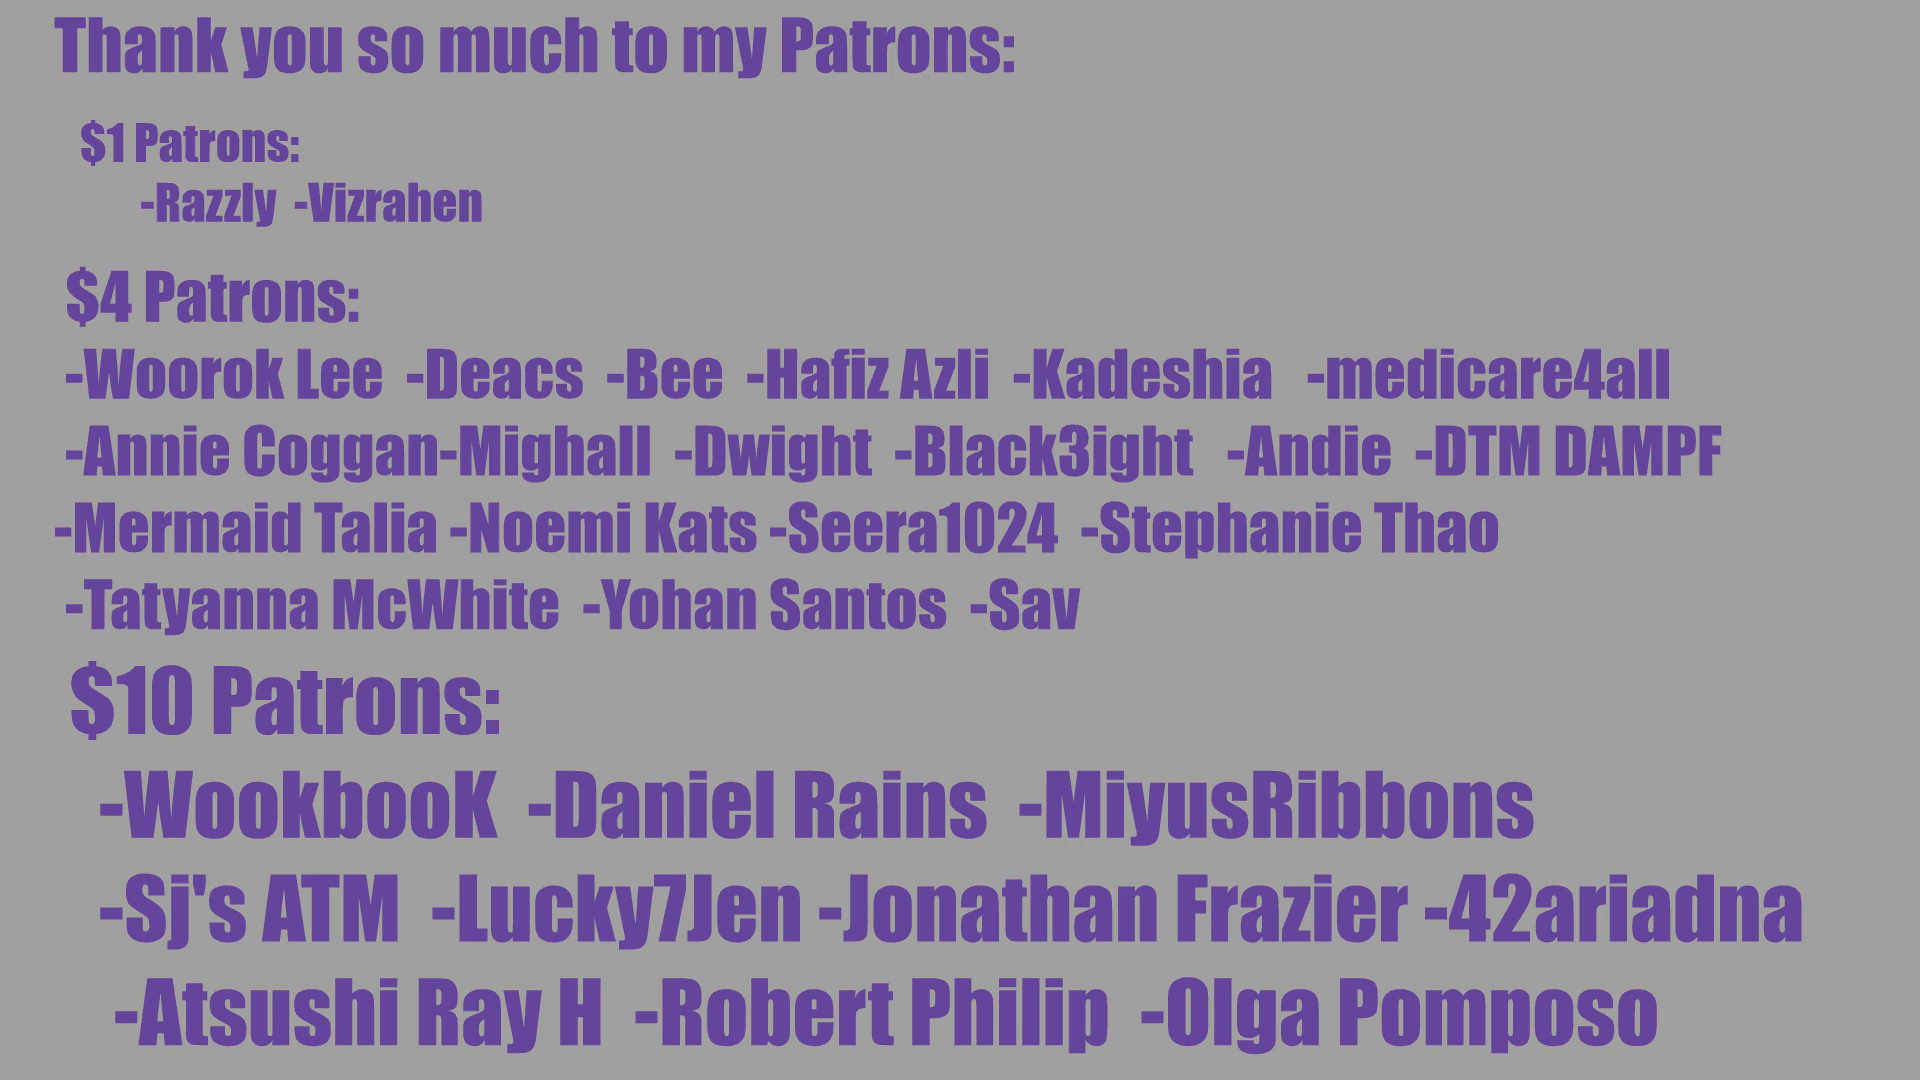 Thank you so much to my Patrons:
$1 Patrons:
-Razzly -Vizrahen
$4 Patrons:
-Woorok Lee -Deacs -Bee -Hafiz Azli -Kadeshia -medicare4all
-Annie Coggan-Mighall -Dwight -Black3ight -Andie -DTM DAMPF
-Mermaid Talia -Noemi Kats -Seera1024 -Stephanie Thao
-Tatyanna McWhite -Yohan Santos -Sav
$10 Patrons:
-WookbooK -Daniel Rains -MiyusRibbons
-Sj's ATM -Lucky7Jen -Jonathan Frazier -42ariadna
-Atsushi Ray H -Robert Philip -Olga Pomposo